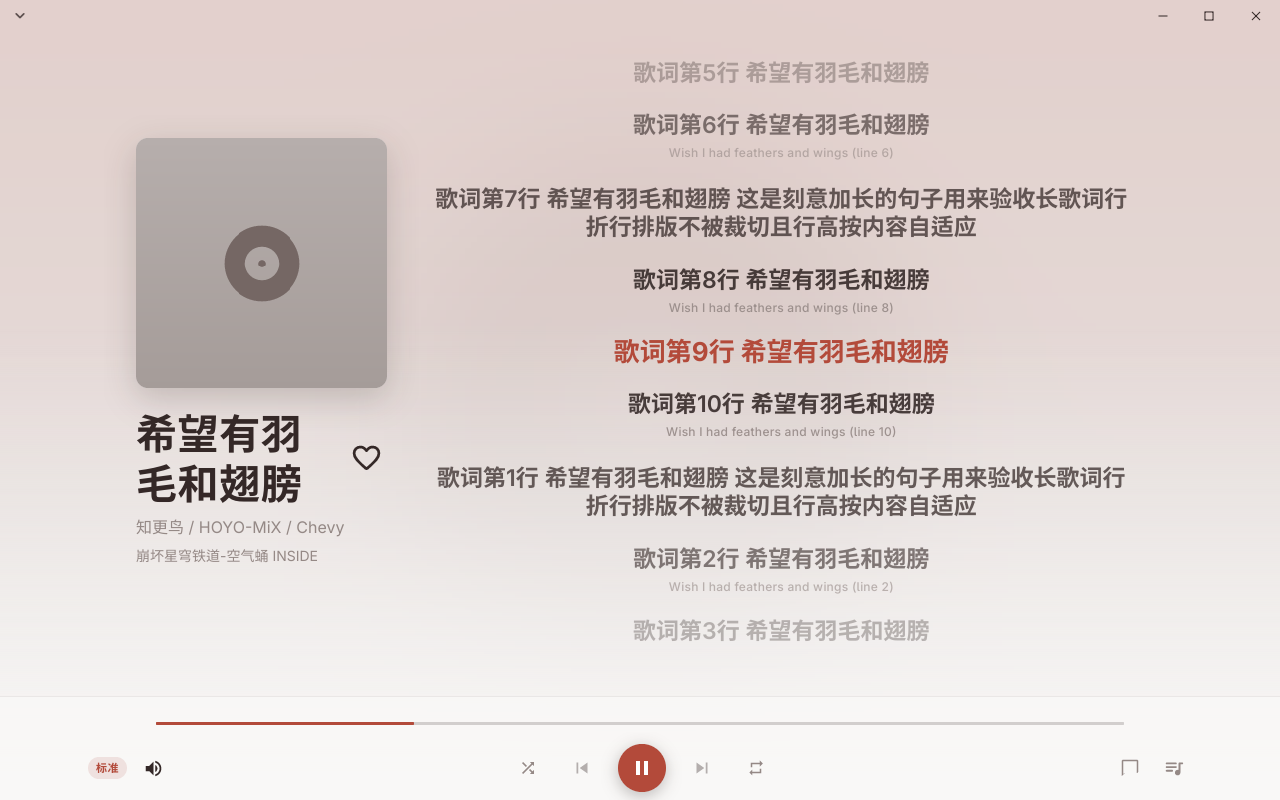 希望有羽
毛和翅膀
知更鸟 / HOYO-MiX / Chevy
崩坏星穹铁道-空气蛹 INSIDE
歌词第5行 希望有羽毛和翅膀
歌词第6行 希望有羽毛和翅膀
Wish I had feathers and wings (line 6)
歌词第7行 希望有羽毛和翅膀 这是刻意加长的句子用来验收长歌词行
折行排版不被裁切且行高按内容自适应
歌词第8行 希望有羽毛和翅膀
Wish I had feathers and wings (line 8)
歌词第9行 希望有羽毛和翅膀
歌词第10行 希望有羽毛和翅膀
Wish I had feathers and wings (line 10)
歌词第1行 希望有羽毛和翅膀 这是刻意加长的句子用来验收长歌词行
折行排版不被裁切且行高按内容自适应
歌词第2行 希望有羽毛和翅膀
Wish I had feathers and wings (line 2)
歌词第3行 希望有羽毛和翅膀
标准